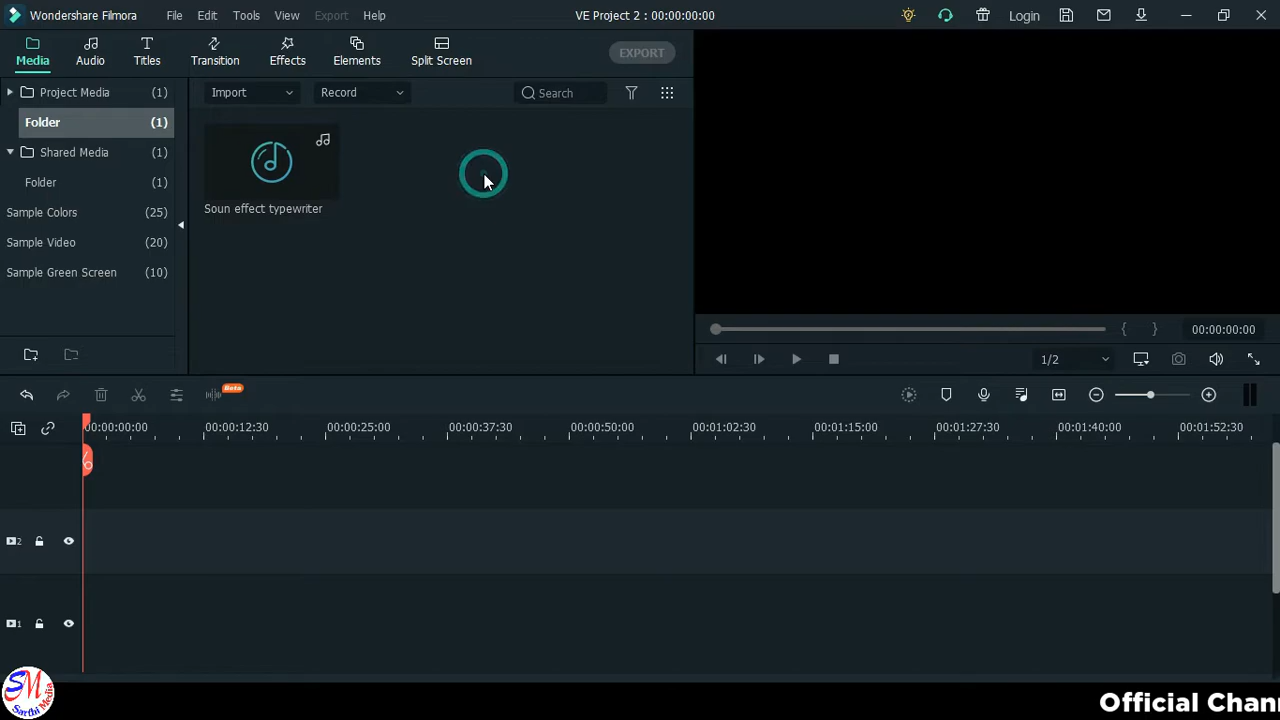 Wondershare Filmora File Edit Tools View Export Help VE Project 2 : 00:00:00:00 Login
Media Audio Titles Transition Effects Elements Split Screen EXPORT
Project Media (1) Import Record Search
Folder (1)
Shared Media (1)
Folder (1)
Soun effect typewriter
Sample Colors (25)
Sample Video (20)
Sample Green Screen (10)
00:00:00:00
1/2
Beta
00:00:00:00 00:00:12:30 00:00:25:00 00:00:37:30 00:00:50:00 00:01:02:30 00:01:15:00 00:01:27:30 00:01:40:00 00:01:52:30
2
1
SM
Sarthi Media
Official Chan